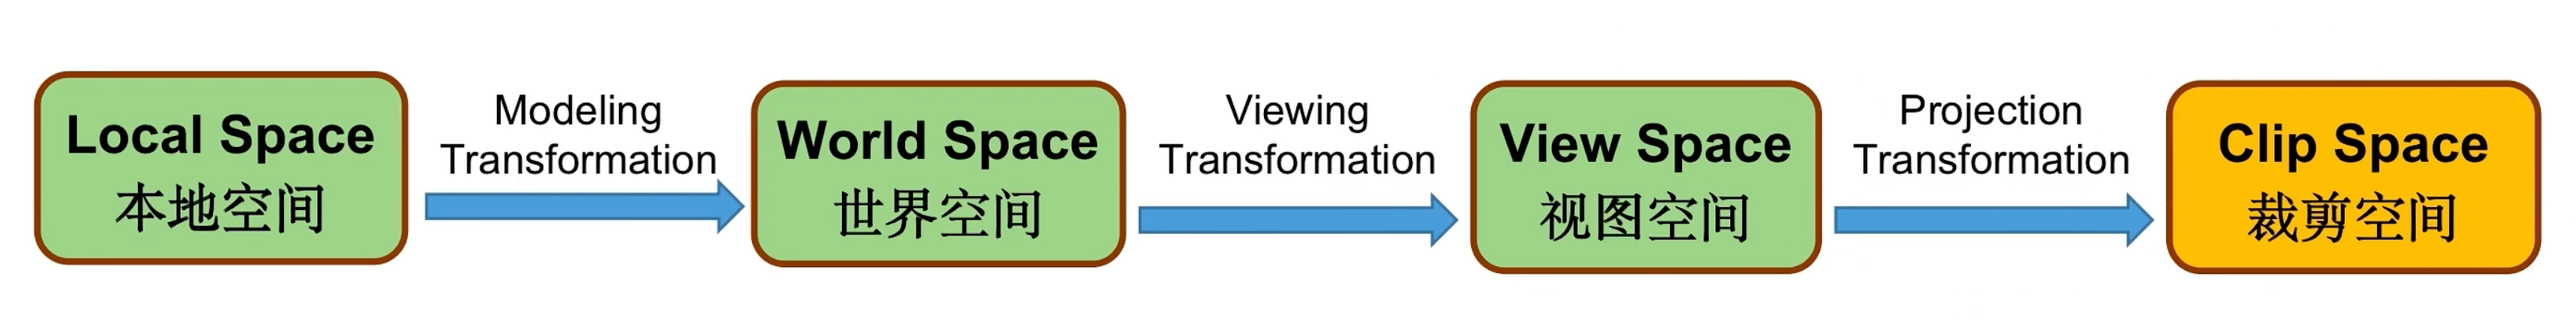 Local Space
本地空间
Modeling
Transformation
World Space
世界空间
Viewing
Transformation
View Space
视图空间
Projection
Transformation
Clip Space
裁剪空间